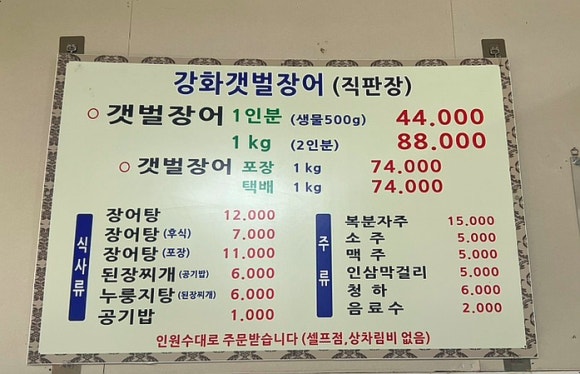 강화갯벌장어 (직판장)
○ 갯벌장어 1인분 (생물500g) 44.000
1 kg (2인분) 88.000
○ 갯벌장어 포장 1 kg 74.000
택배 1 kg 74.000
식사류
장어탕 12.000
장어탕 (후식) 7.000
장어탕 (포장) 11.000
된장찌개 (공기밥) 6.000
누룽지탕 (된장찌개) 6.000
공기밥 1.000
주류
복분자주 15.000
소 주 5.000
맥 주 5.000
인삼막걸리 5.000
청 하 6.000
음료수 2.000
인원수대로 주문받습니다 (셀프점,상차림비 없음)